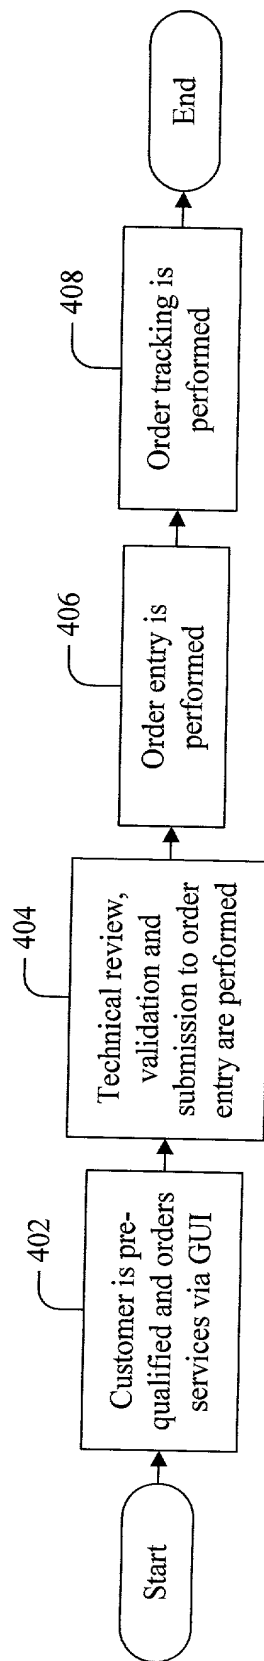 Start
402
Customer is pre-
qualified and orders
services via GUI
404
Technical review,
validation and
submission to order
entry are performed
406
Order entry is
performed
408
Order tracking is
performed
End